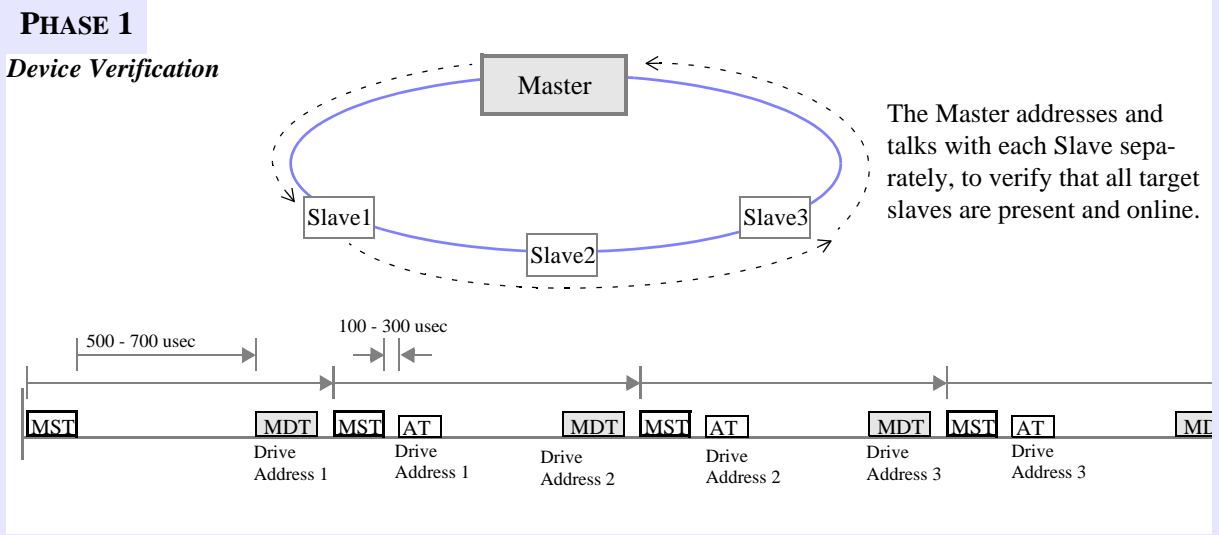 PHASE 1
Device Verification
Master
The Master addresses and
talks with each Slave sepa-
rately, to verify that all target
slaves are present and online.
Slave1
Slave2
Slave3
500 - 700 usec
100 - 300 usec
MST
MDT
MST
AT
MDT
MST
AT
MDT
MST
AT
MD
Drive
Address 1
Drive
Address 1
Drive
Address 2
Drive
Address 2
Drive
Address 3
Drive
Address 3